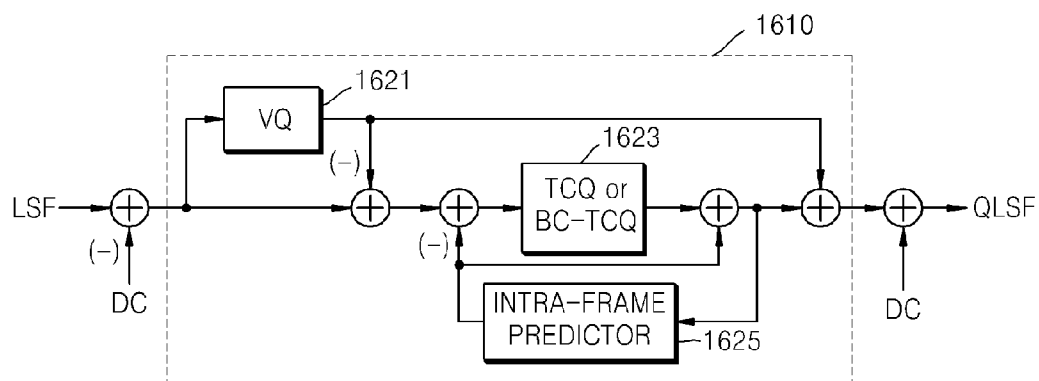 1610
1621
VQ
(-)
1623
LSF
TCQ or
BC-TCQ
QLSF
(-)
(-)
DC
INTRA-FRAME
PREDICTOR
1625
DC